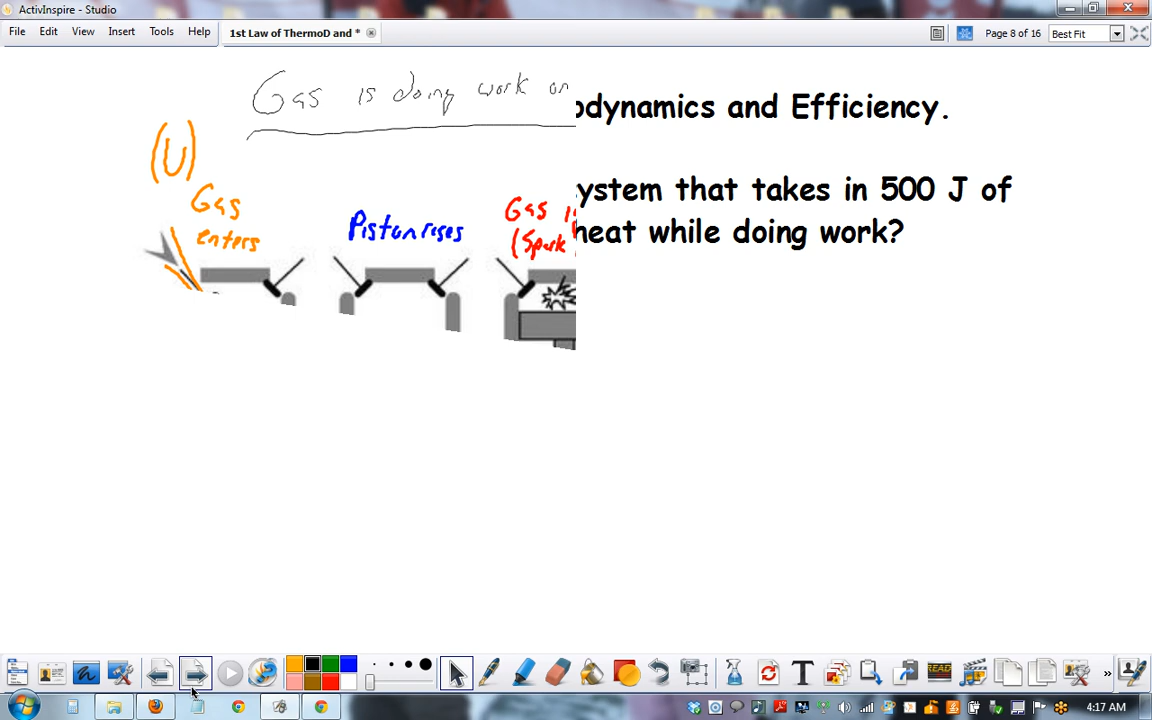 ActivInspire - Studio
File Edit View Insert Tools Help
1st Law of ThermoD and *
Page 8 of 16
Best Fit
Gas is doing work on
odynamics and Efficiency.
(U)
Gas
enters
Piston rises
Gas is
(Spark
ystem that takes in 500 J of
heat while doing work?
T
READ
»
4:17 AM